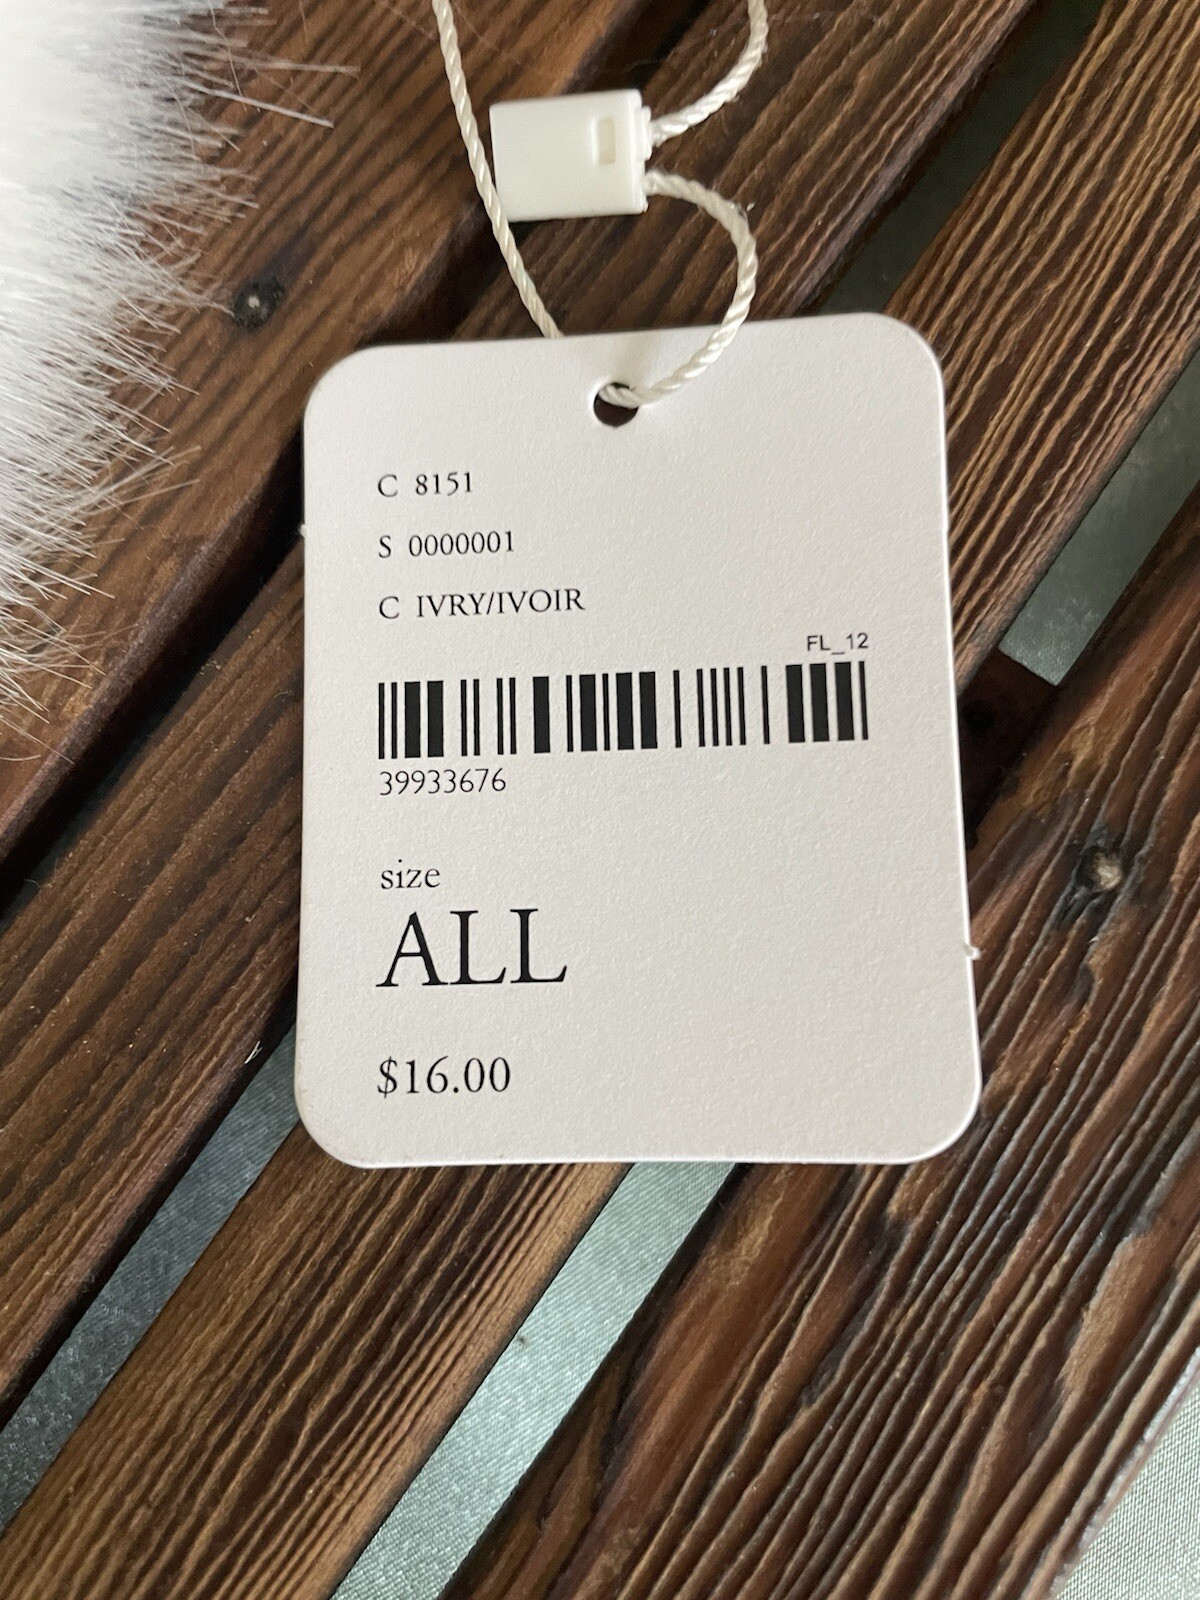 C 8151
S 0000001
C IVRY/IVOIR
FL_12
39933676
size
ALL
$16.00